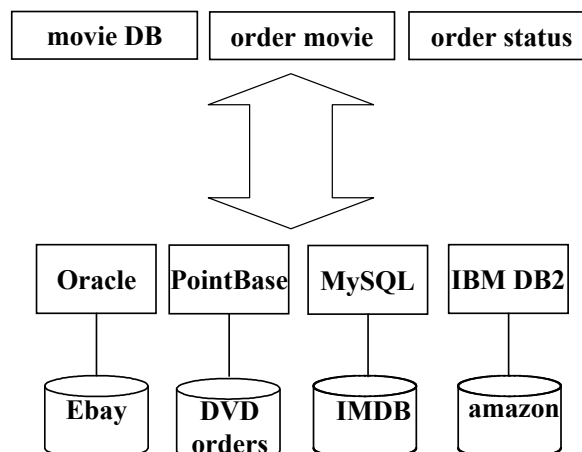 movie DB
order movie
order status
Oracle
PointBase
MySQL
IBM DB2
Ebay
DVD
orders
IMDB
amazon